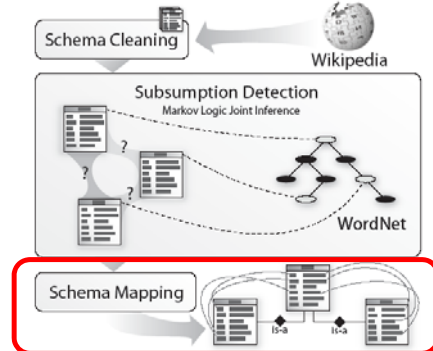 Schema Cleaning
Wikipedia
Subsumption Detection
Markov Logic Joint Inference
?
?
?
WordNet
Schema Mapping
is-a
is-a